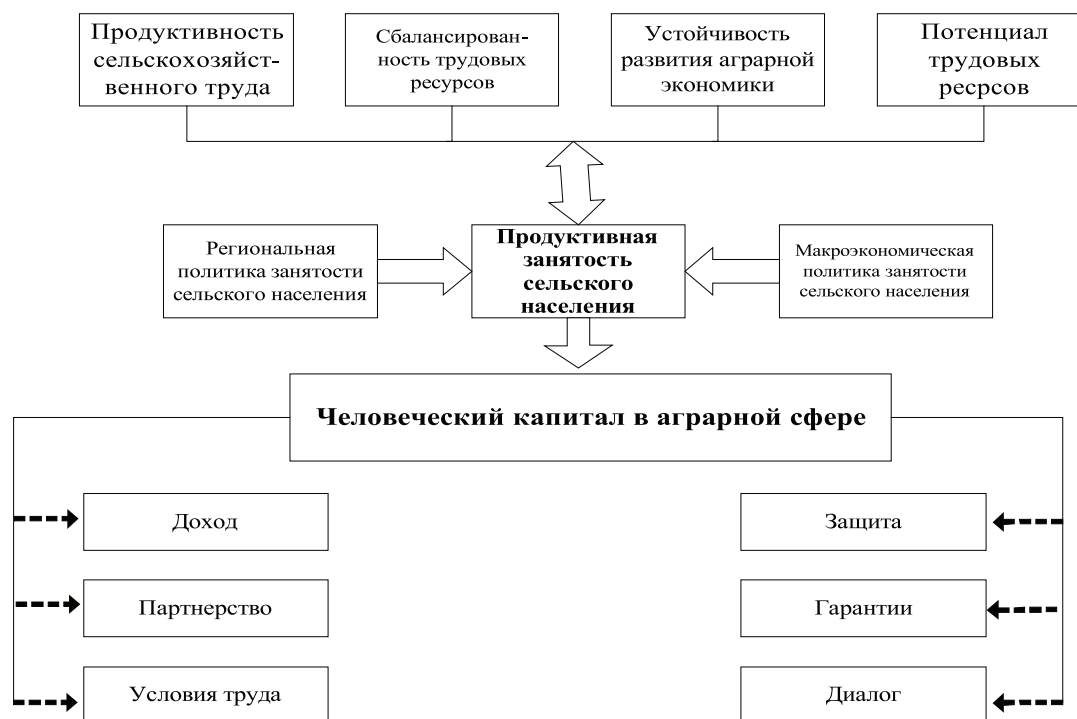 Продуктивность
сельскохозяйст-
венного труда
Сбалансирован-
ность трудовых
ресурсов
Устойчивость
развития аграрной
экономики
Потенциал
трудовых
ресрсов
Региональная
политика занятости
сельского населения
Продуктивная
занятость
сельского
населения
Макроэкономическая
политика занятости
сельского населения
Человеческий капитал в аграрной сфере
Доход
Защита
Партнерство
Гарантии
Условия труда
Диалог